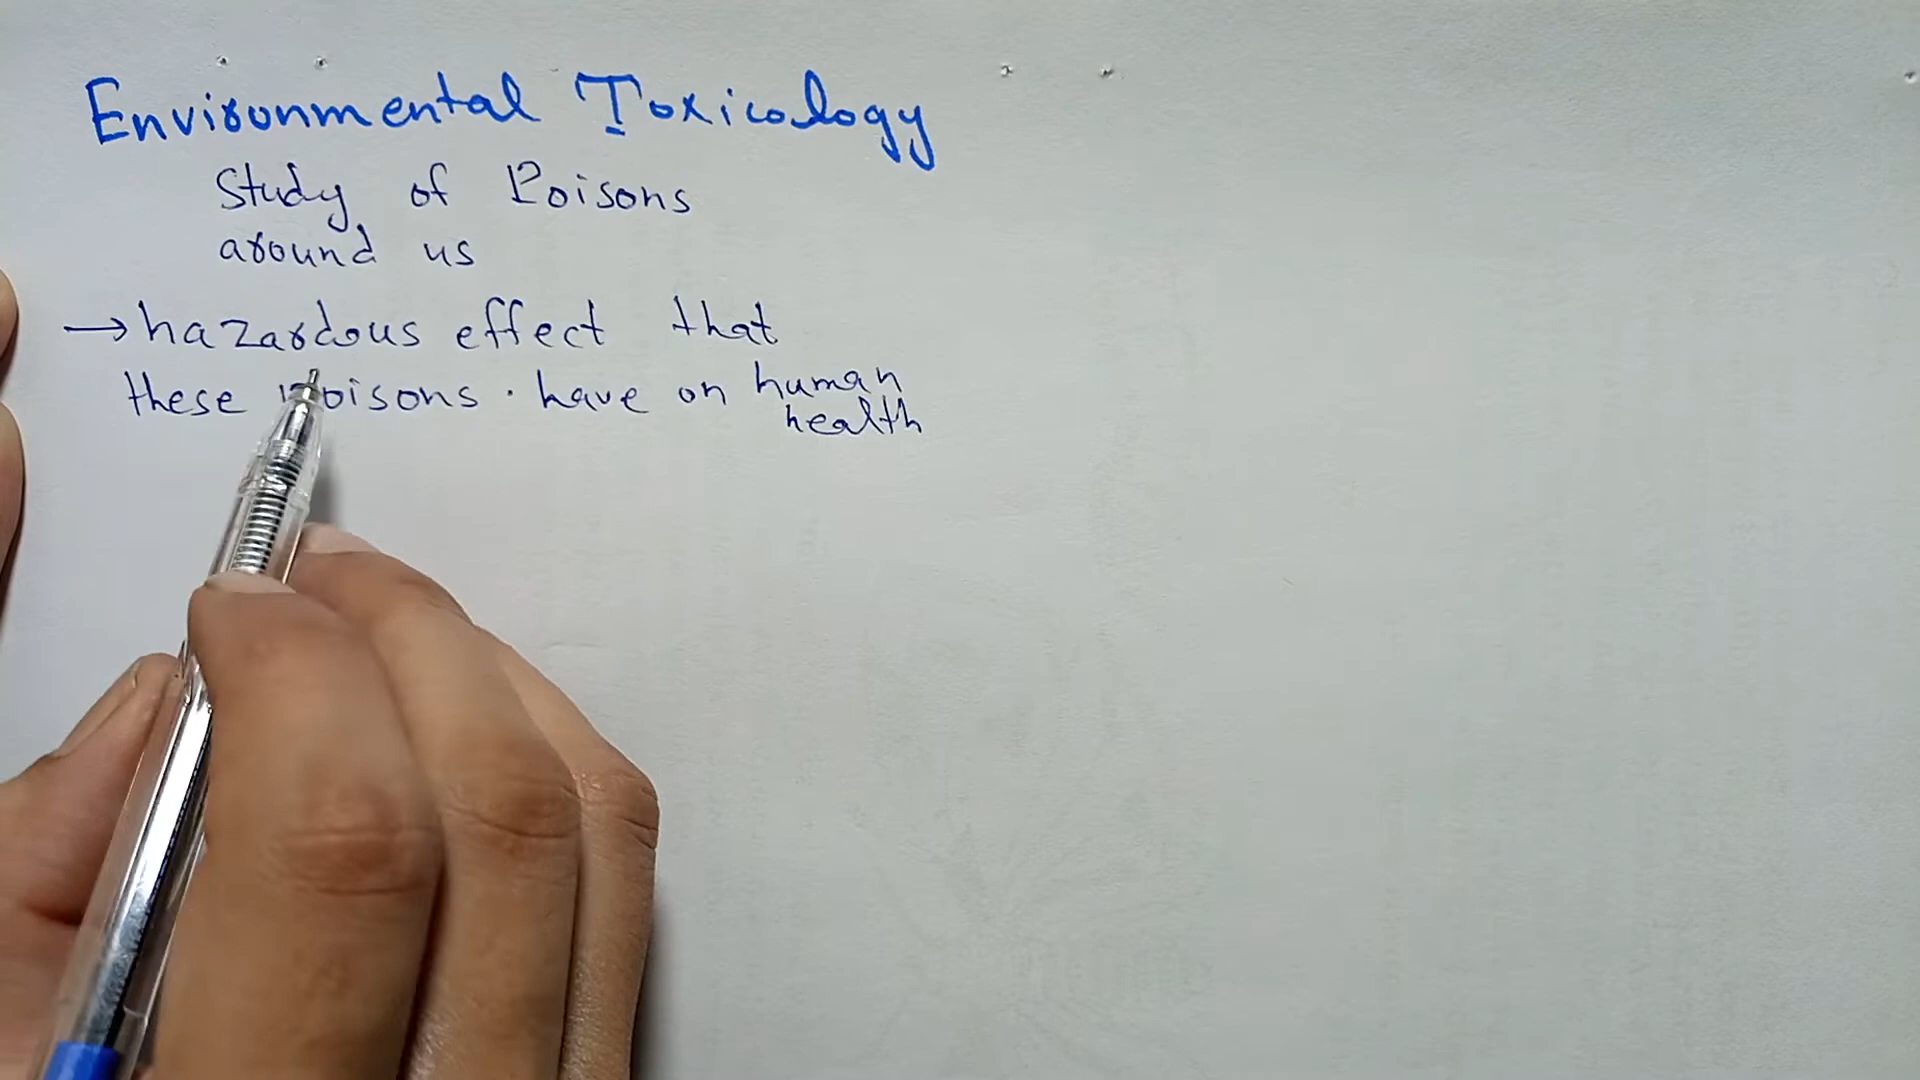 Environmental Toxicology
Study of Poisons
around us
→ hazardous effect that
these Poisons. have on human
health